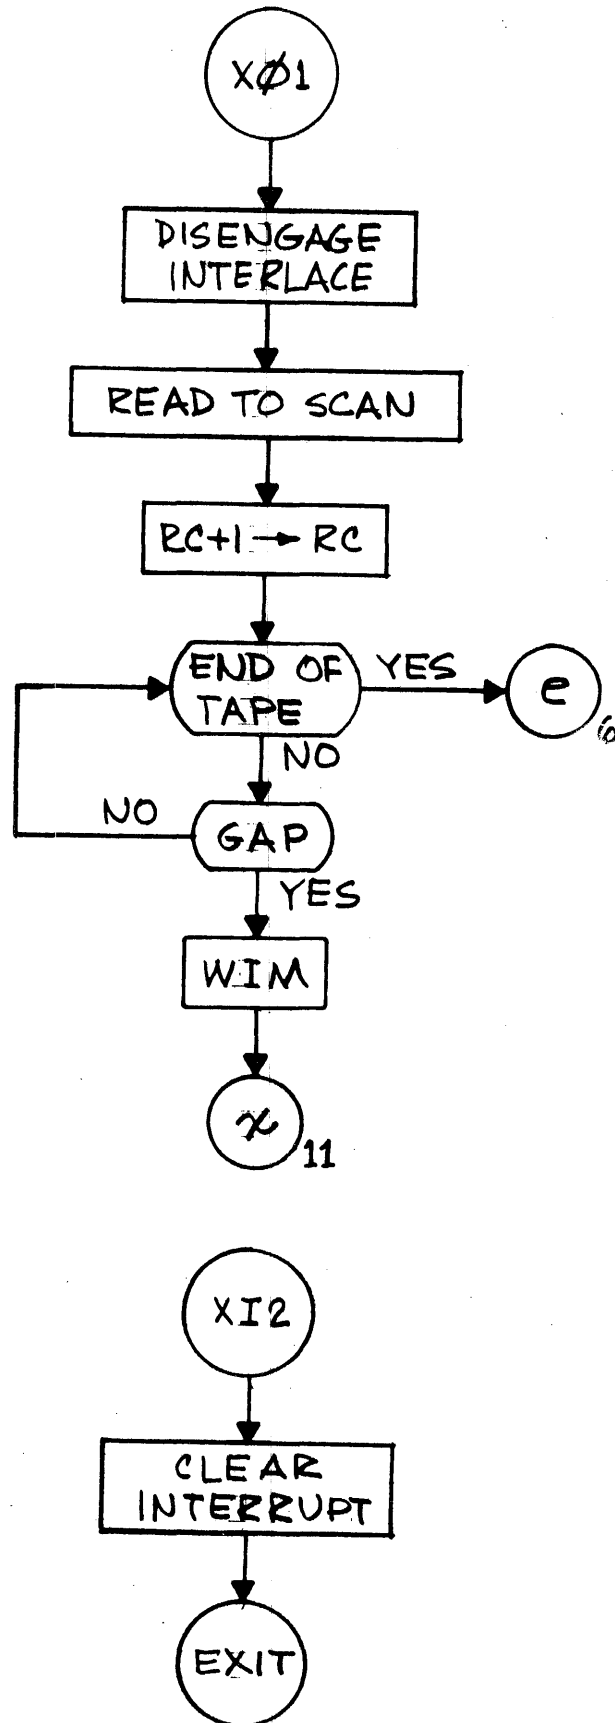 XØ1
DISENGAGE
INTERLACE
READ TO SCAN
RC+1 → RC
END OF
TAPE
YES
e
6
NO
NO
GAP
YES
WIM
x
11
XI2
CLEAR
INTERRUPT
EXIT